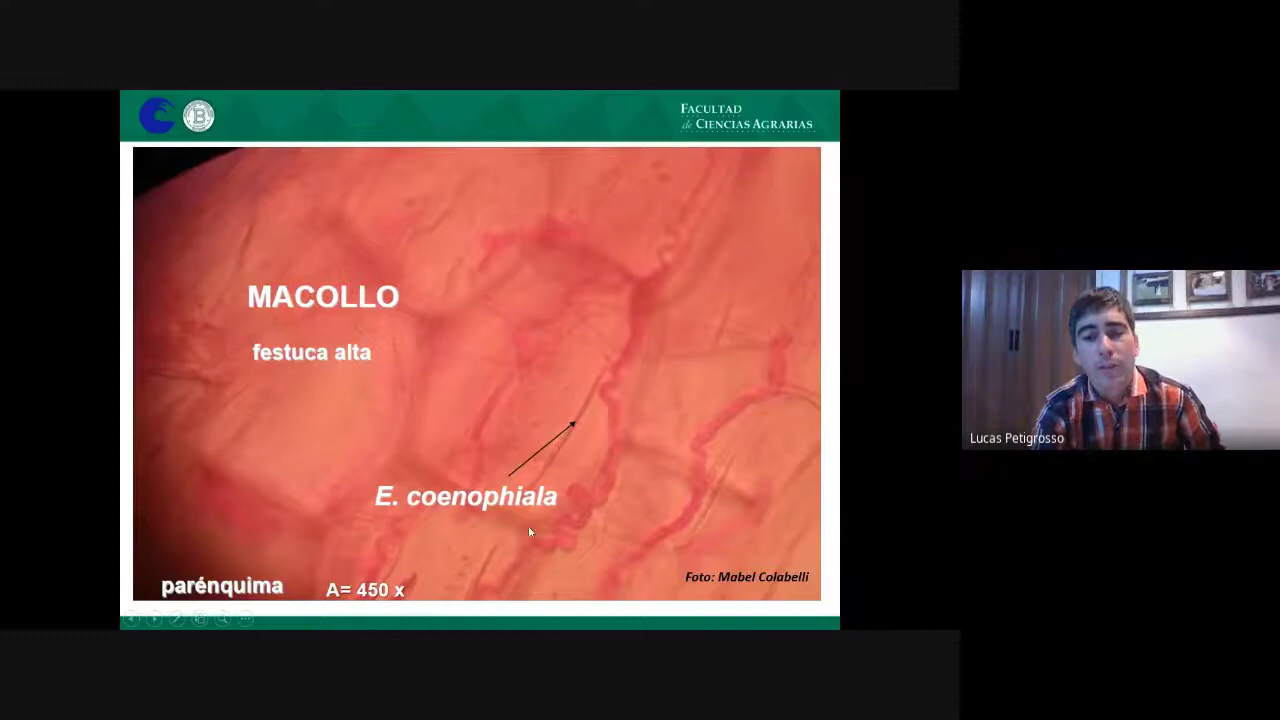 FACULTAD
de CIENCIAS AGRARIAS
MACOLLO
festuca alta
E. coenophiala
Foto: Mabel Colabelli
parénquima
A= 450 x
Lucas Petigrosso